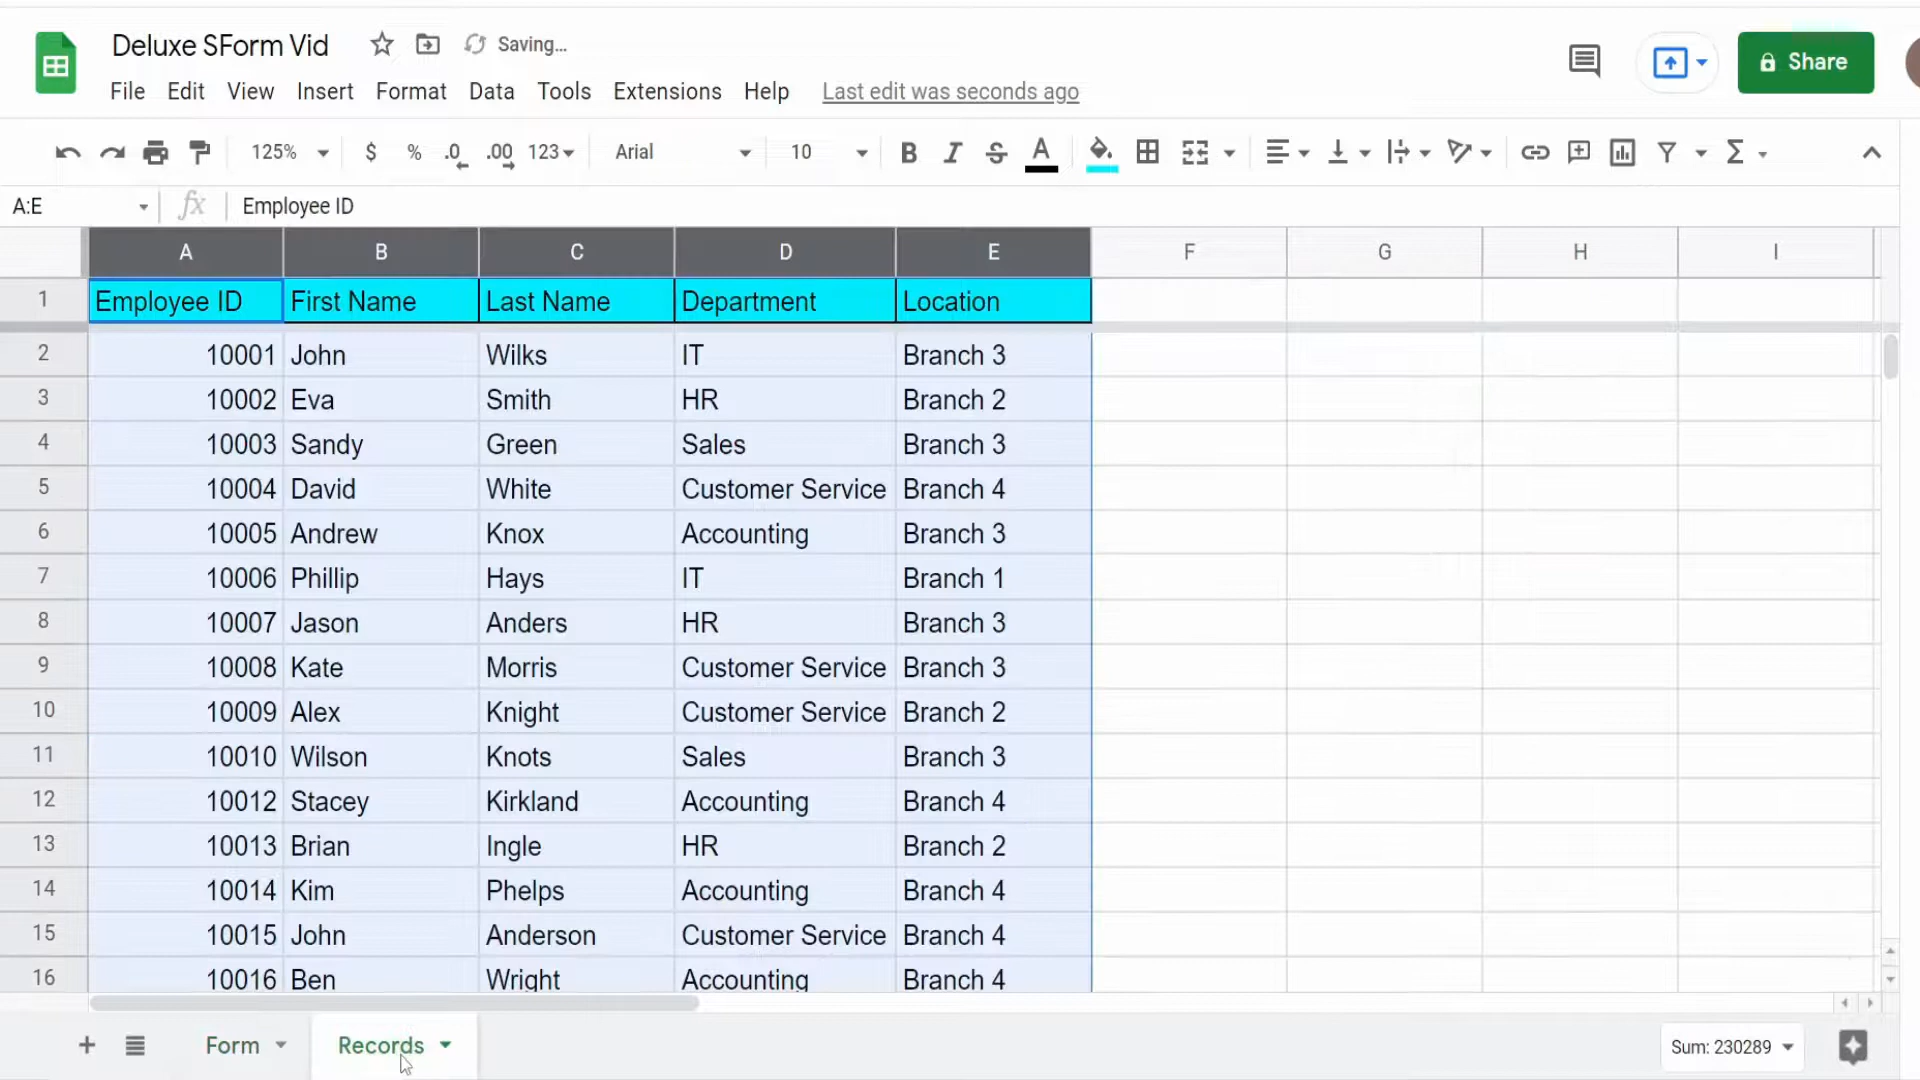 Deluxe SForm Vid Saving...
File Edit View Insert Format Data Tools Extensions Help Last edit was seconds ago
Share
125% $ % .0 .00 123 Arial 10 B I S A
A:E fx Employee ID
A B C D E F G H I
1 Employee ID First Name Last Name Department Location
2 10001 John Wilks IT Branch 3
3 10002 Eva Smith HR Branch 2
4 10003 Sandy Green Sales Branch 3
5 10004 David White Customer Service Branch 4
6 10005 Andrew Knox Accounting Branch 3
7 10006 Phillip Hays IT Branch 1
8 10007 Jason Anders HR Branch 3
9 10008 Kate Morris Customer Service Branch 3
10 10009 Alex Knight Customer Service Branch 2
11 10010 Wilson Knots Sales Branch 3
12 10012 Stacey Kirkland Accounting Branch 4
13 10013 Brian Ingle HR Branch 2
14 10014 Kim Phelps Accounting Branch 4
15 10015 John Anderson Customer Service Branch 4
16 10016 Ben Wright Accounting Branch 4
Form Records Sum: 230289